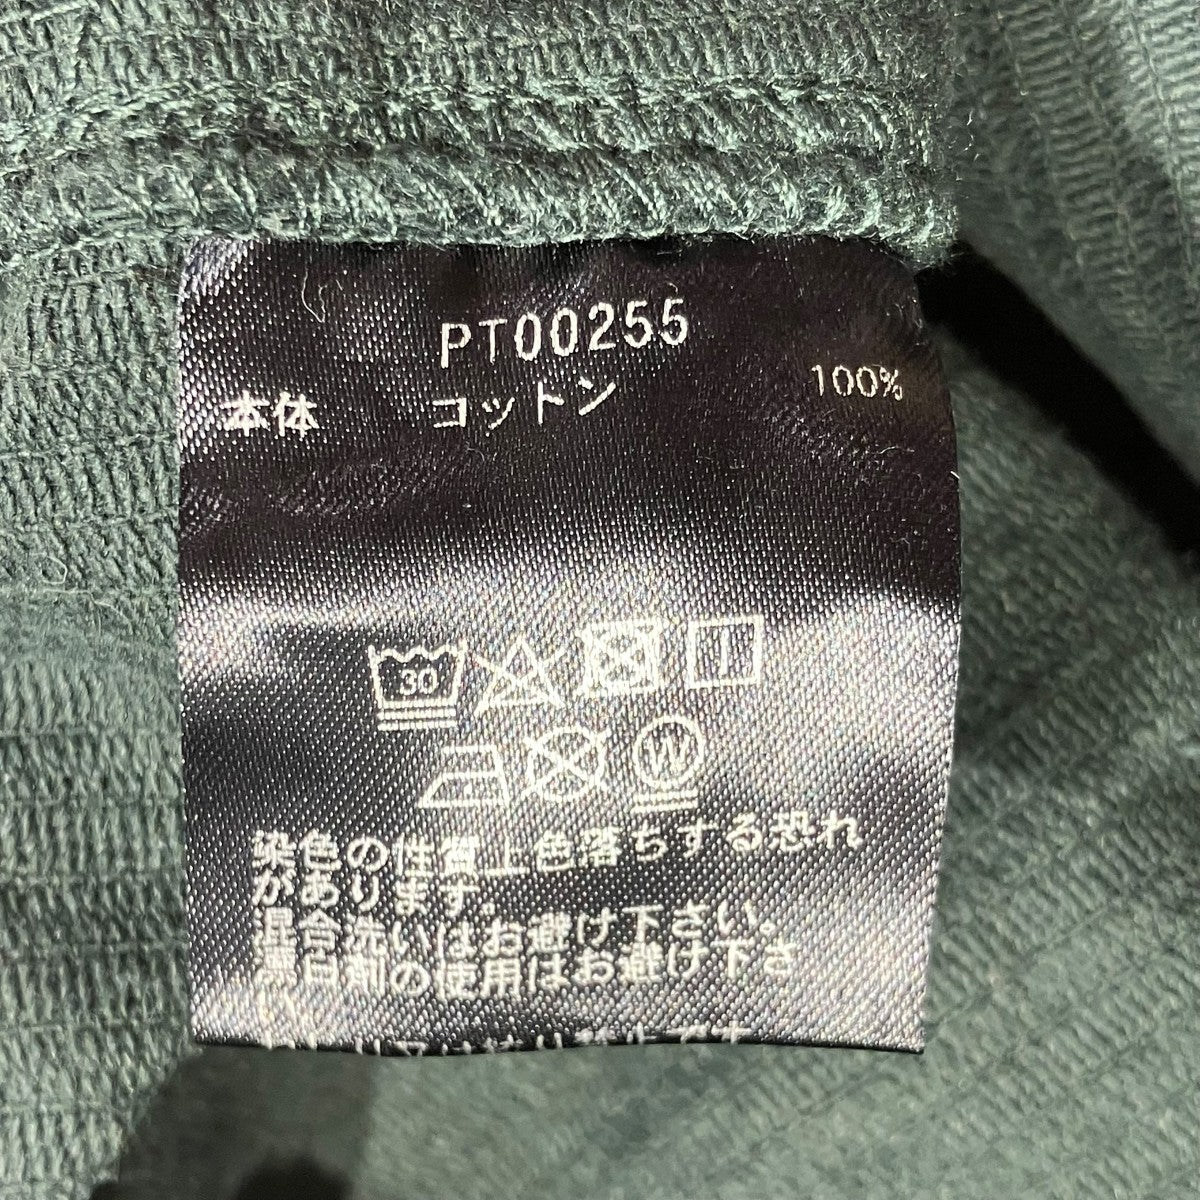 PT00255
本体 コットン 100%
30
W
染色の性質上色落ちする恐れ
があります。
混合洗いはお避け下さい。
漂白剤の使用はお避け下さ
い。